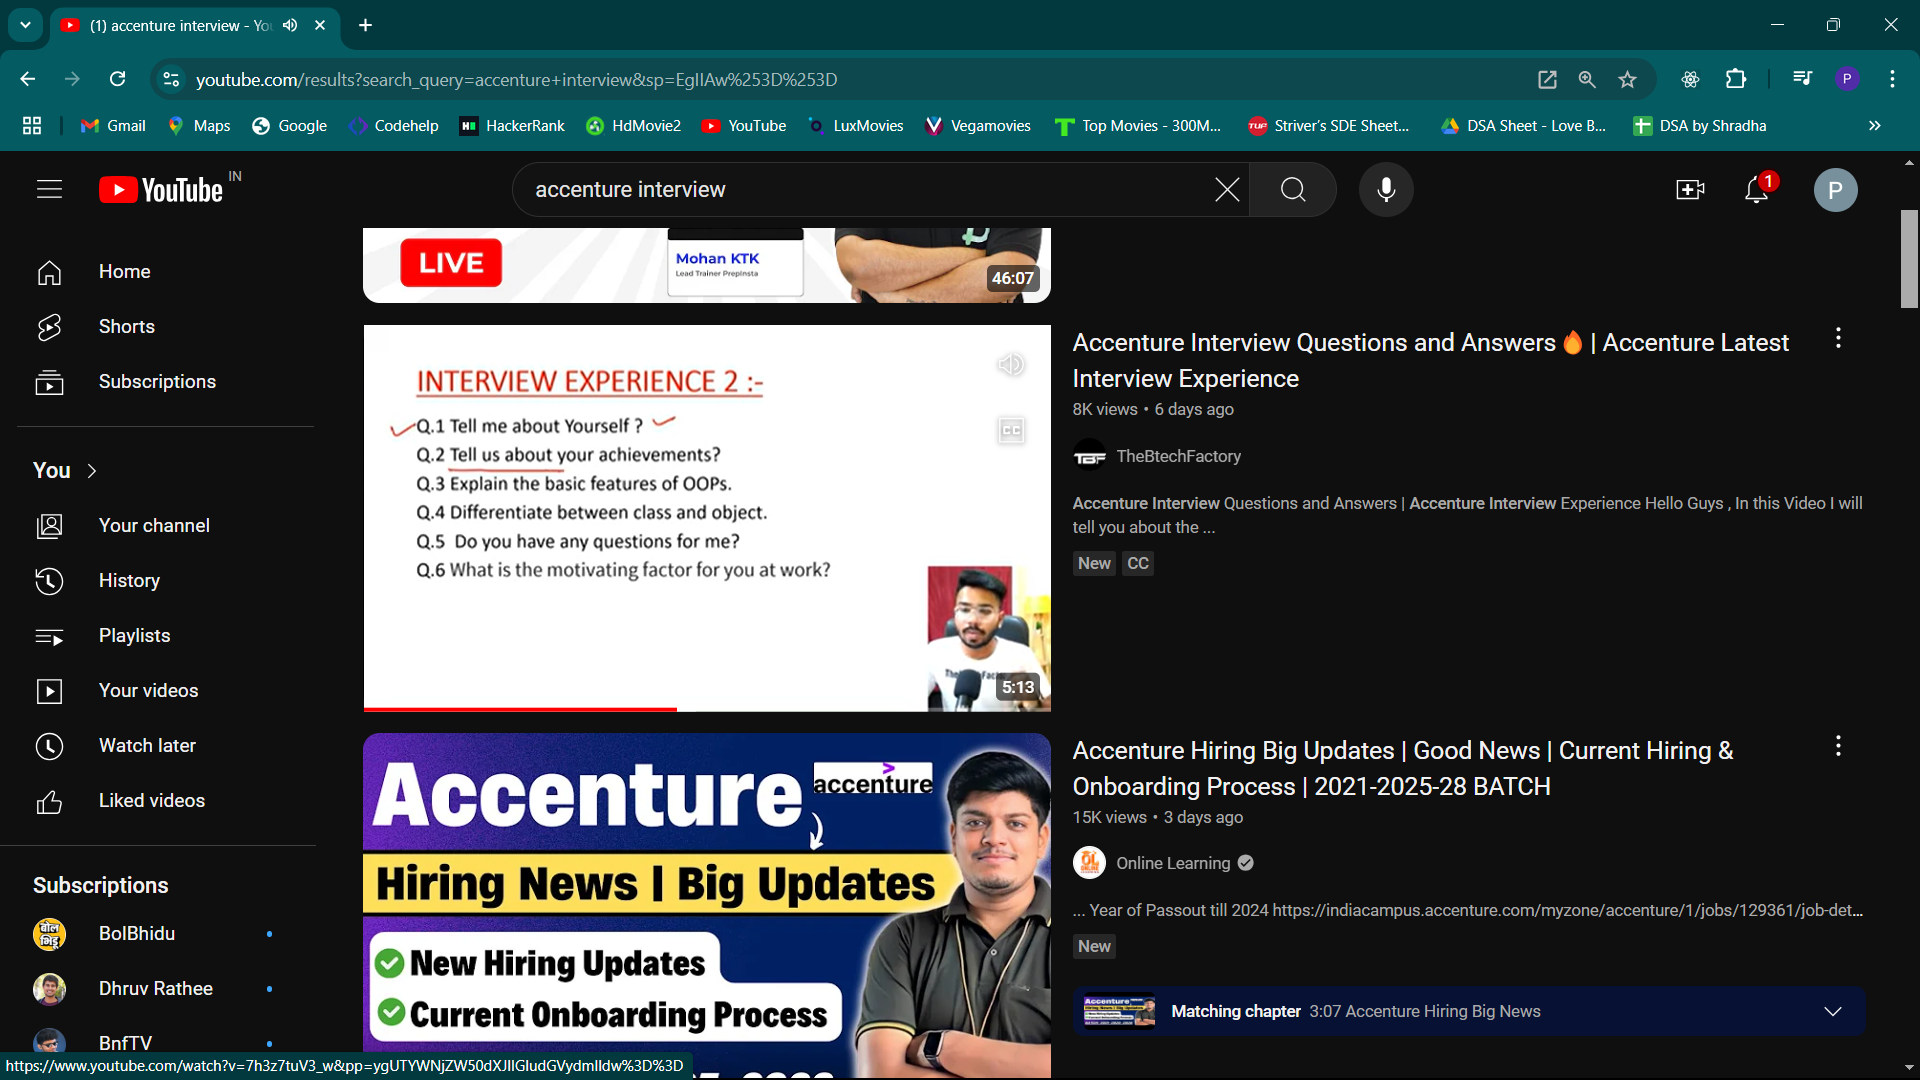 (1) accenture interview - You
youtube.com/results?search_query=accenture+interview&sp=EgIIAw%253D%253D
P
Gmail
Maps
Google
Codehelp
HackerRank
HdMovie2
YouTube
LuxMovies
Vegamovies
Top Movies - 300M...
TUF
Striver's SDE Sheet...
DSA Sheet - Love B...
DSA by Shradha
YouTube IN
accenture interview
1
P
Home
Shorts
Subscriptions
You
Your channel
History
Playlists
Your videos
Watch later
Liked videos
Subscriptions
बोल
भिडू
BolBhidu
Dhruv Rathee
BnfTV
LIVE
Mohan KTK
Lead Trainer PrepInsta
46:07
INTERVIEW EXPERIENCE 2 :-
Q.1 Tell me about Yourself ?
Q.2 Tell us about your achievements?
Q.3 Explain the basic features of OOPs.
Q.4 Differentiate between class and object.
Q.5 Do you have any questions for me?
Q.6 What is the motivating factor for you at work?
CC
5:13
Accenture Interview Questions and Answers🔥 | Accenture Latest
Interview Experience
8K views • 6 days ago
TBF
TheBtechFactory
Accenture Interview Questions and Answers | Accenture Interview Experience Hello Guys , In this Video I will
tell you about the ...
New CC
Accenture
accenture
Hiring News | Big Updates
New Hiring Updates
Current Onboarding Process
Accenture Hiring Big Updates | Good News | Current Hiring &
Onboarding Process | 2021-2025-28 BATCH
15K views • 3 days ago
OL
Online Learning
... Year of Passout till 2024 https://indiacampus.accenture.com/myzone/accenture/1/jobs/129361/job-det...
New
Matching chapter 3:07 Accenture Hiring Big News
https://www.youtube.com/watch?v=7h3z7tuV3_w&pp=ygUTYWNjZW50dXJlIGludGVydmlldw%3D%3D